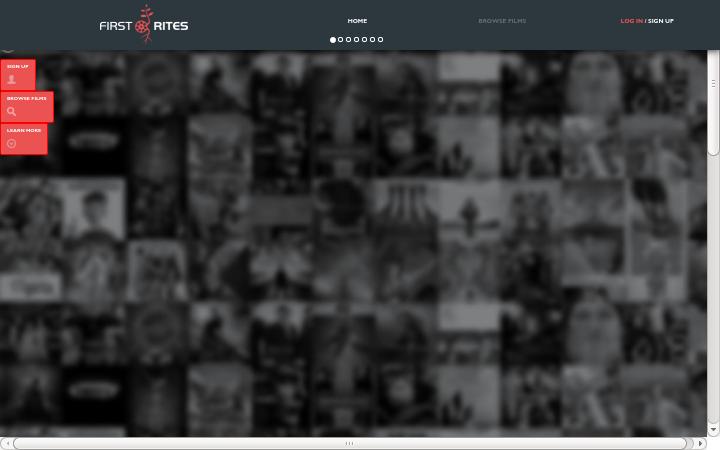 FIRST RITES
HOME
BROWSE FILMS
LOG IN / SIGN UP
SIGN UP
BROWSE FILMS
LEARN MORE